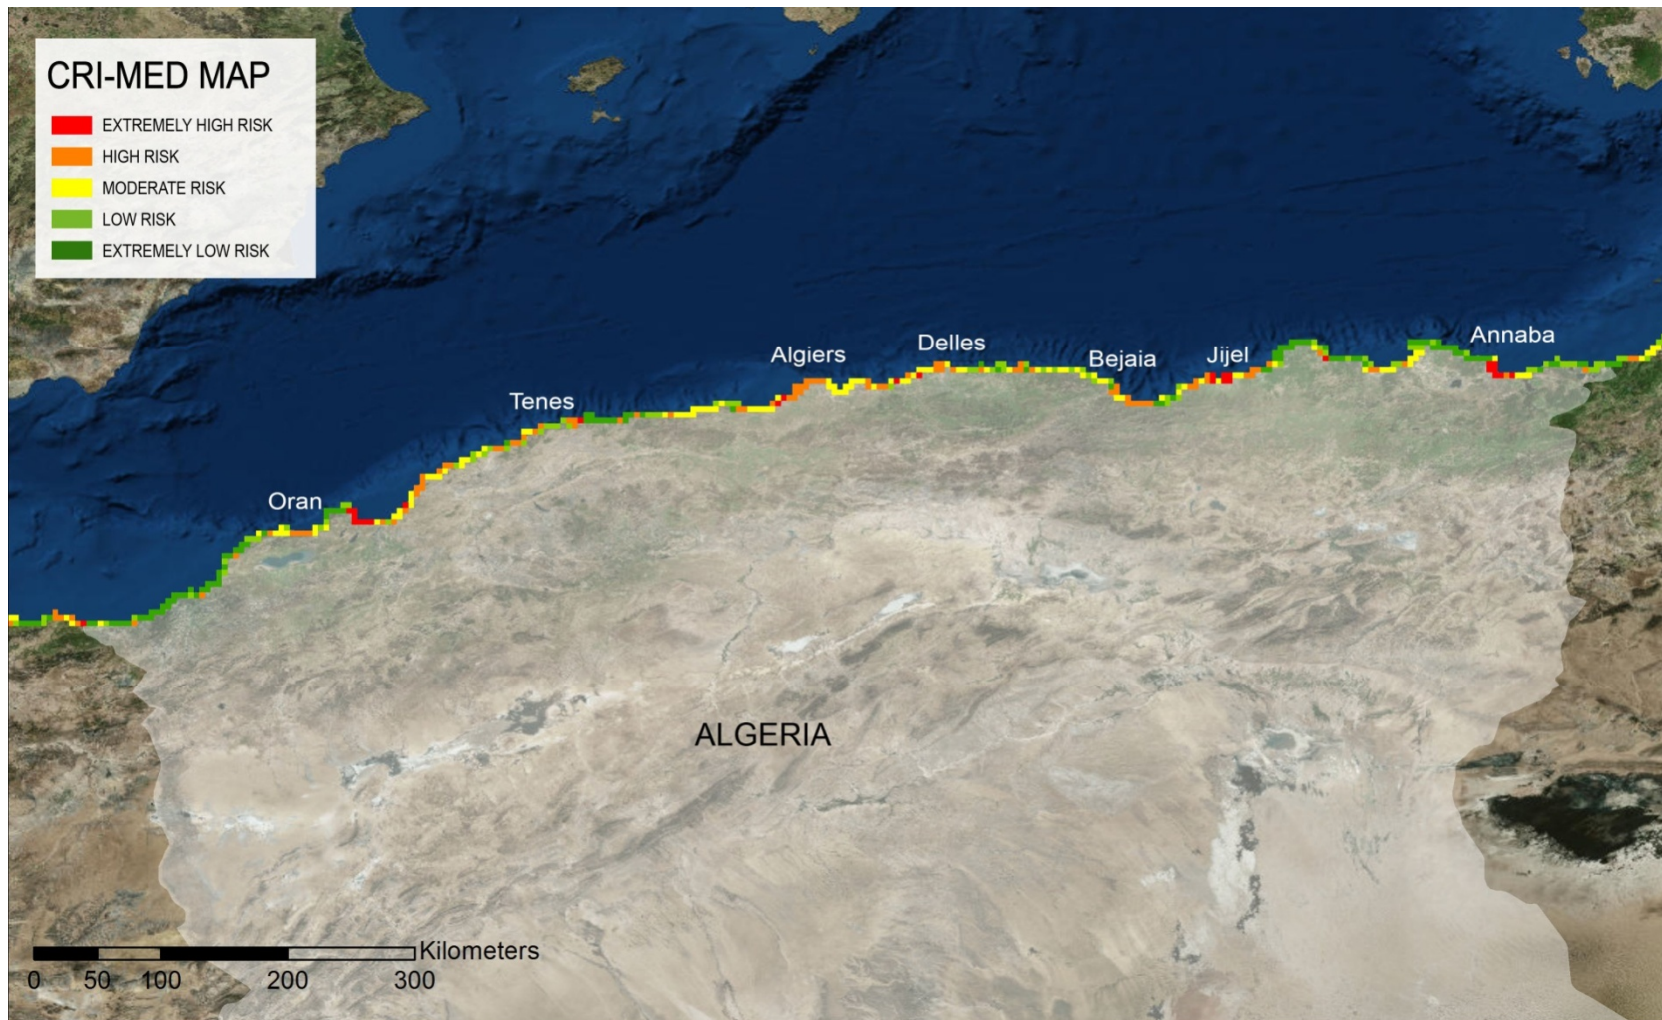 CRI-MED MAP
EXTREMELY HIGH RISK
HIGH RISK
MODERATE RISK
LOW RISK
EXTREMELY LOW RISK
Annaba
Delles
Algiers
Bejaia
Jijel
Tenes
Oran
ALGERIA
Kilometers
0 50 100 200 300